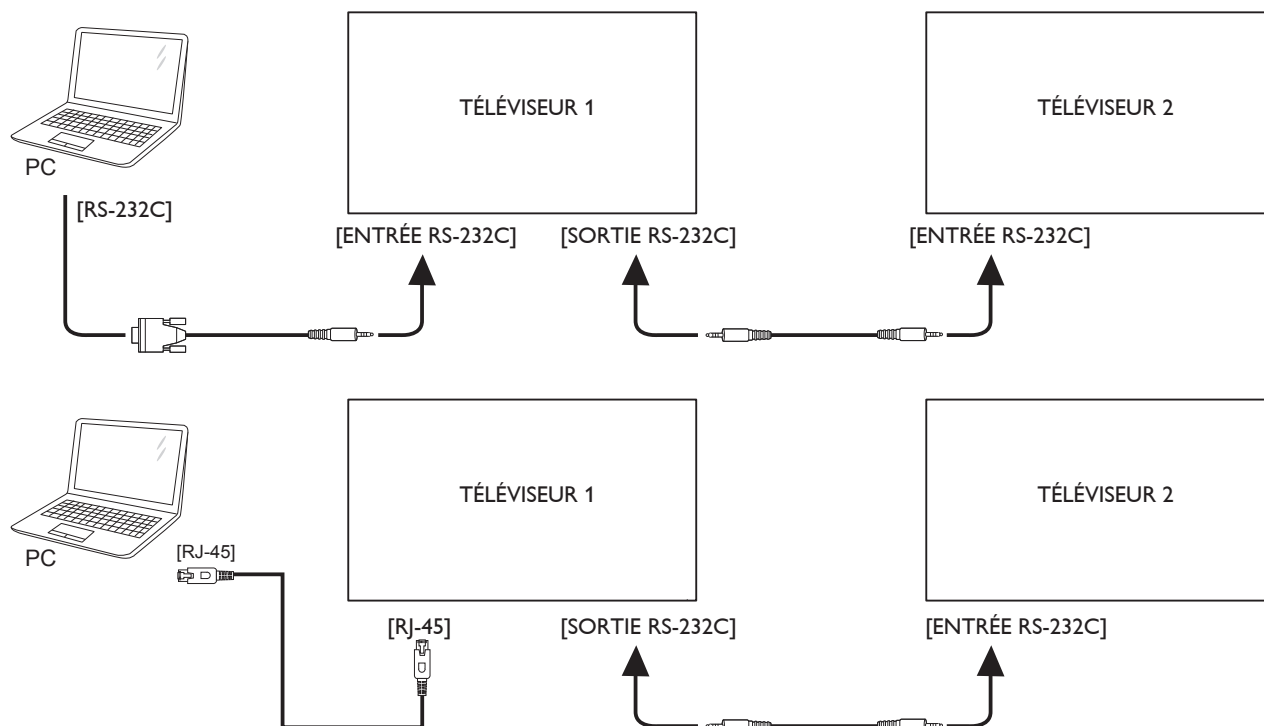 TÉLÉVISEUR 1
TÉLÉVISEUR 2
PC
[RS-232C]
[ENTRÉE RS-232C]
[SORTIE RS-232C]
[ENTRÉE RS-232C]
TÉLÉVISEUR 1
TÉLÉVISEUR 2
PC
[RJ-45]
[RJ-45]
[SORTIE RS-232C]
[ENTRÉE RS-232C]